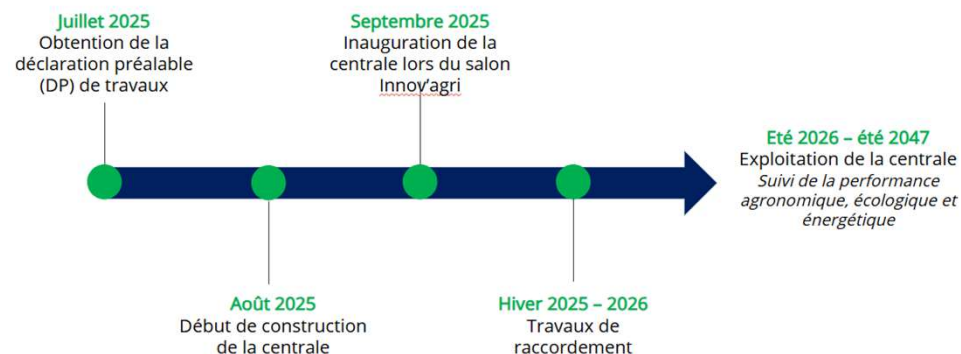 Juillet 2025
Obtention de la
déclaration préalable
(DP) de travaux
Septembre 2025
Inauguration de la
centrale lors du salon
Innov'agri
Eté 2026 – été 2047
Exploitation de la centrale
Suivi de la performance
agronomique, écologique et
énergétique
Août 2025
Début de construction
de la centrale
Hiver 2025 – 2026
Travaux de
raccordement